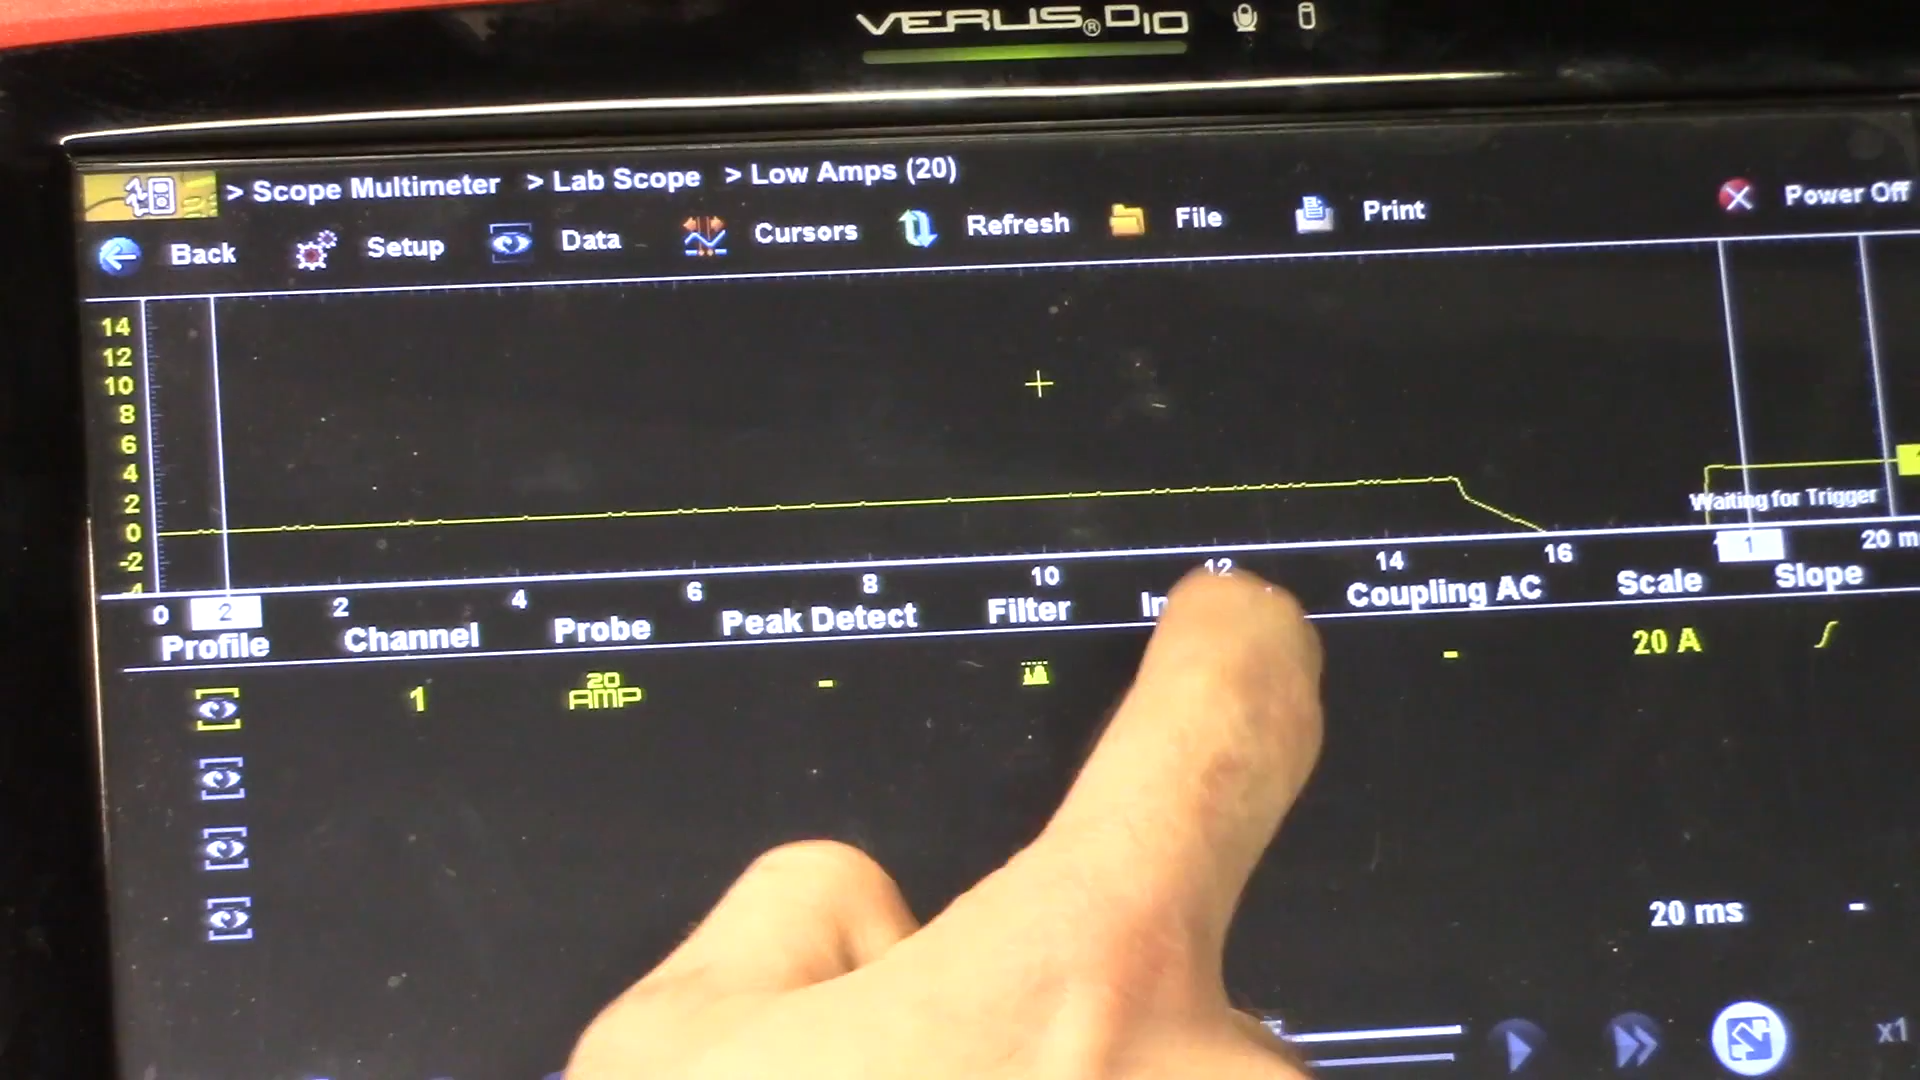 VERUS® D10
> Scope Multimeter > Lab Scope > Low Amps (20)
Back Setup Data Cursors Refresh File Print Power Off
14
12
10
8
6
4
2
0
-2
Waiting for Trigger
0 2 2 4 6 8 10 12 14 16 1 20
Profile Channel Probe Peak Detect Filter Coupling AC Scale Slope
1 20 AMP - - 20 A
20 ms -
x1